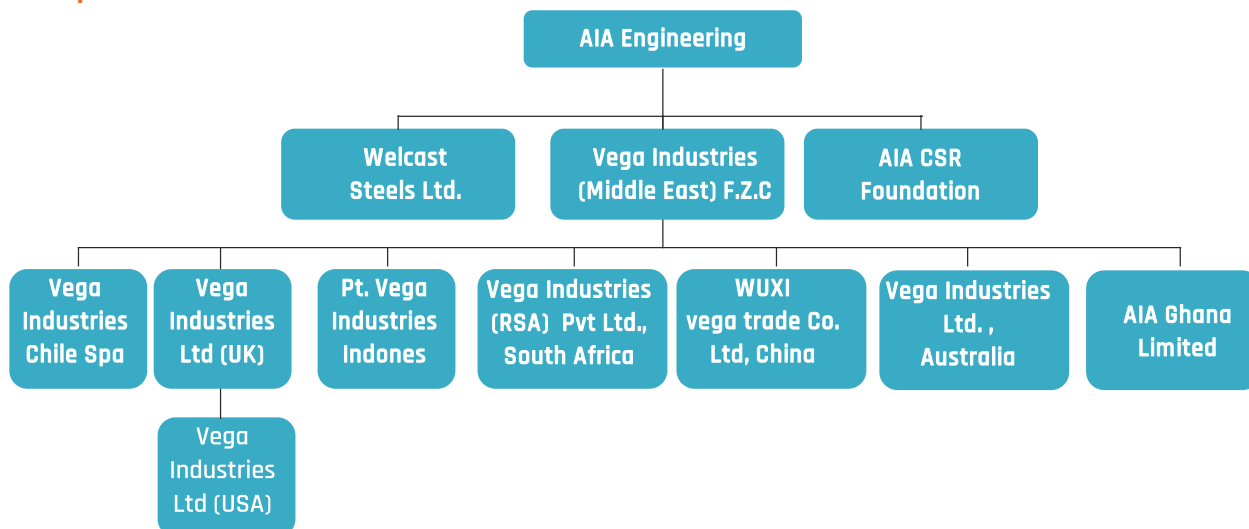 AIA Engineering
Welcast
Steels Ltd.
Vega Industries
(Middle East) F.Z.C
AIA CSR
Foundation
Vega
Industries
Chile Spa
Vega
Industries
Ltd (UK)
Pt. Vega
Industries
Indones
Vega Industries
(RSA) Pvt Ltd.,
South Africa
WUXI
vega trade Co.
Ltd, China
Vega Industries
Ltd. ,
Australia
AIA Ghana
Limited
Vega
Industries
Ltd (USA)